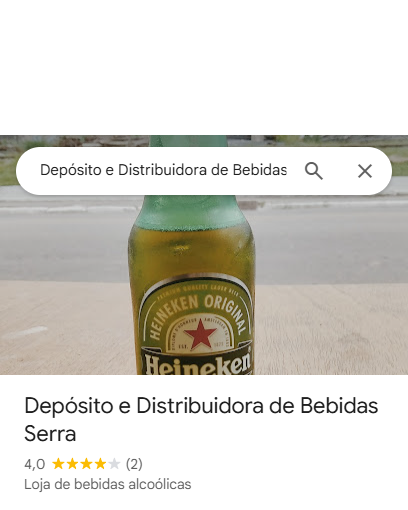 Depósito e Distribuidora de Bebidas
HEINEKEN ORIGINAL
Heineken
Depósito e Distribuidora de Bebidas
Serra
4,0 (2)
Loja de bebidas alcoólicas